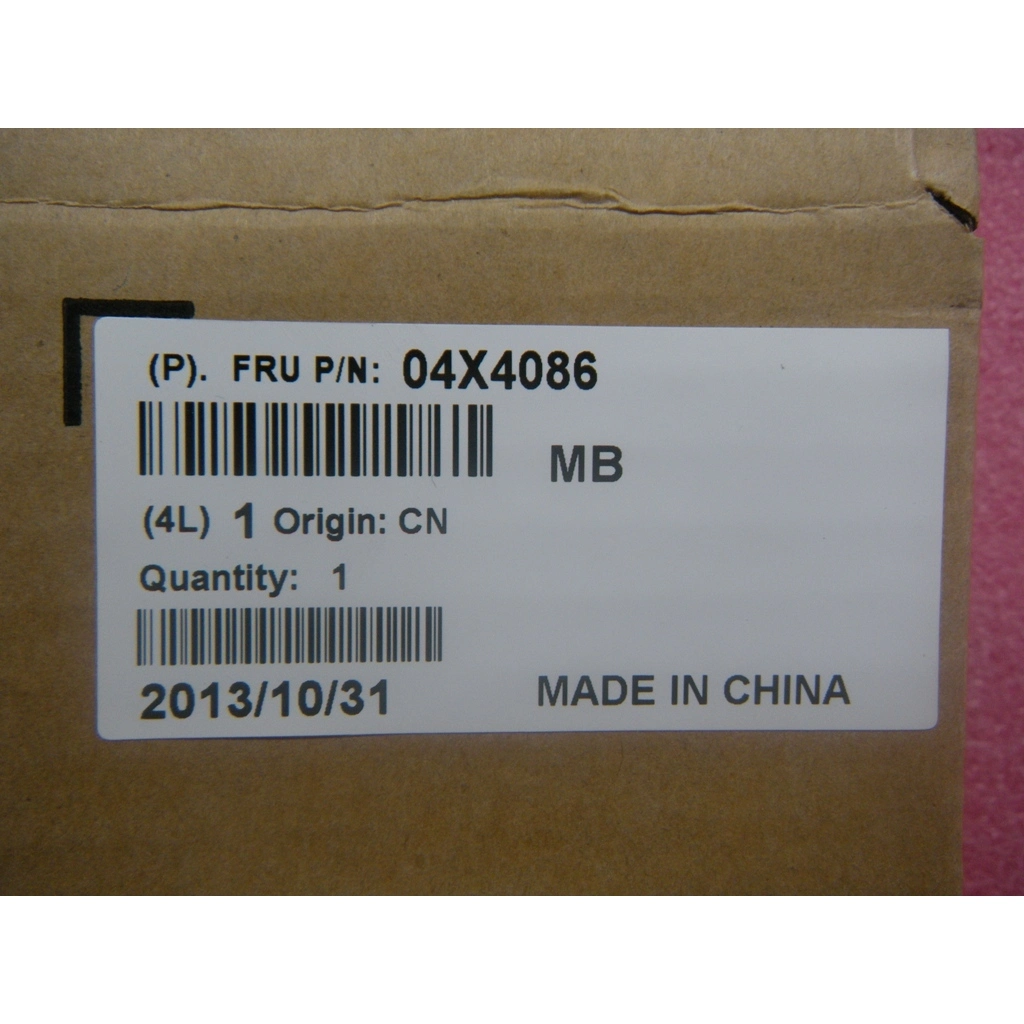 (P). FRU P/N: 04X4086
MB
(4L) 1 Origin: CN
Quantity: 1
2013/10/31
MADE IN CHINA